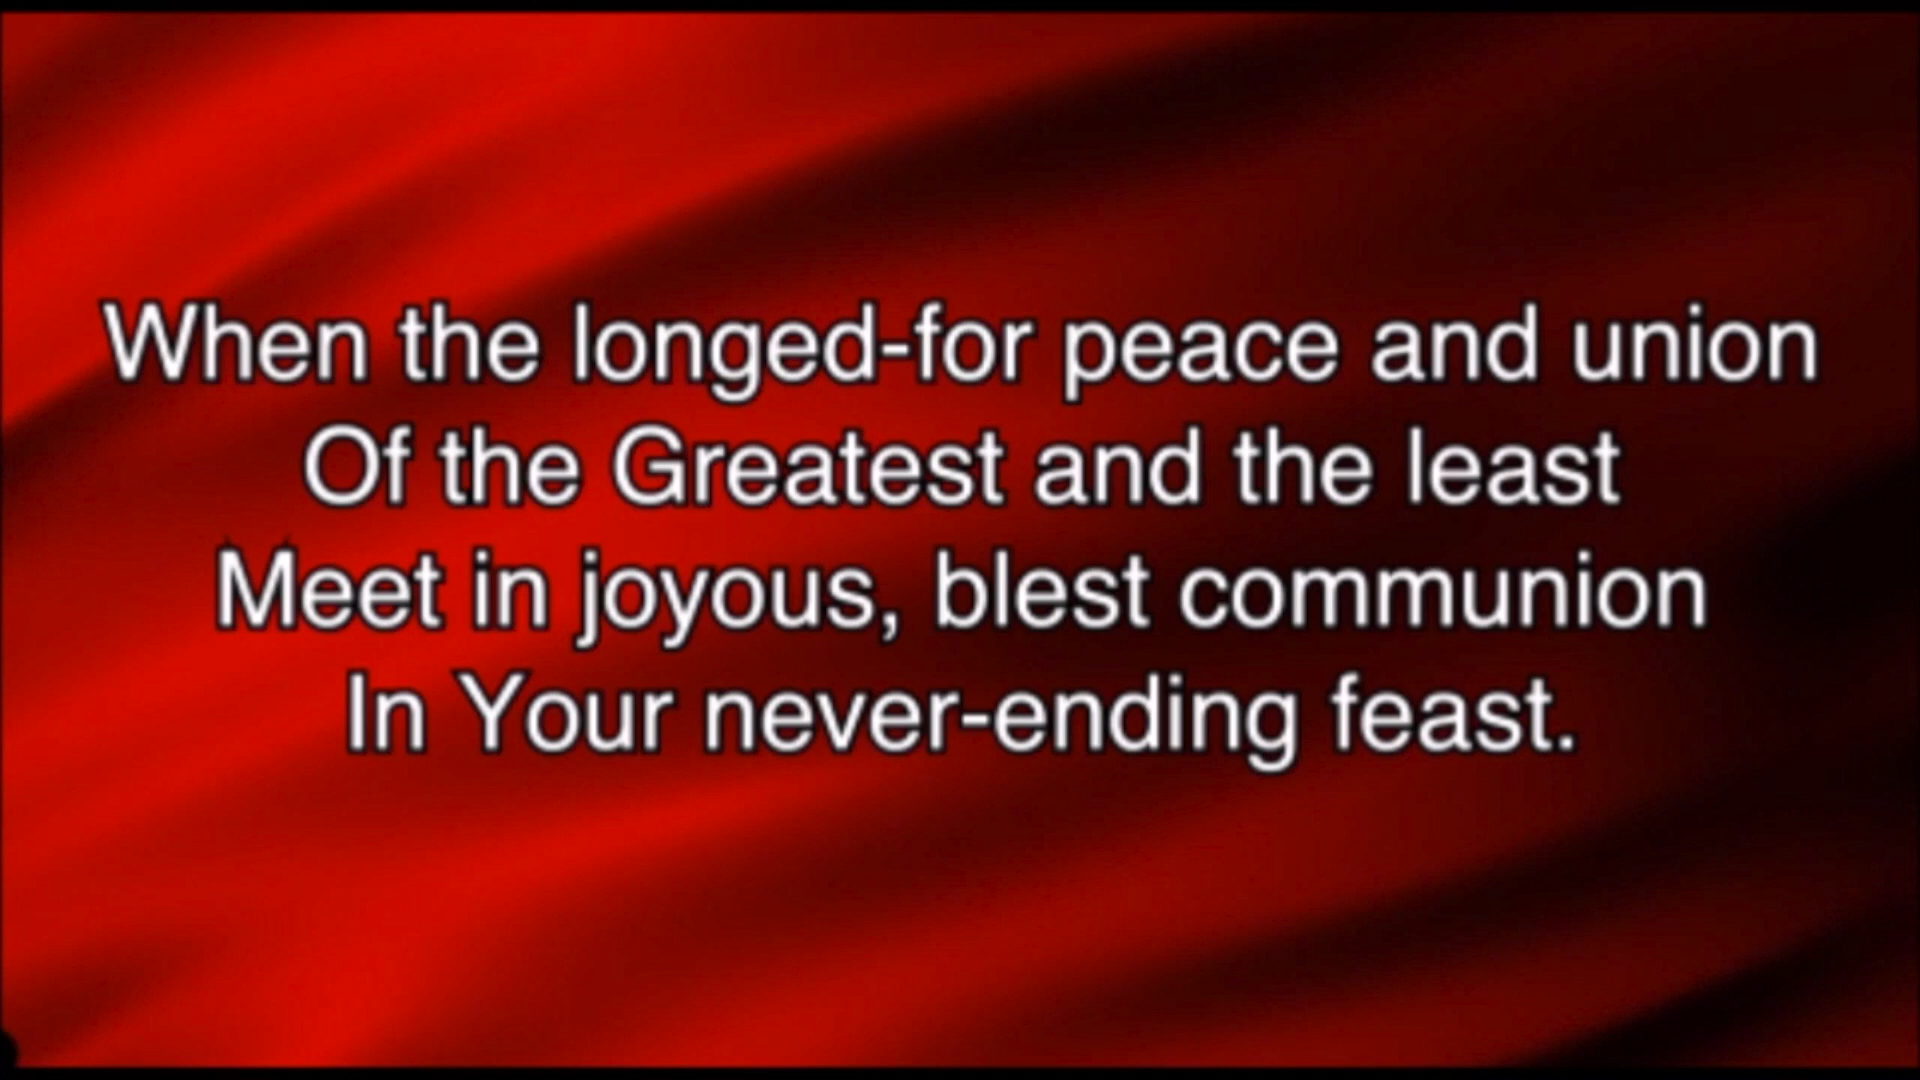 When the longed-for peace and union
Of the Greatest and the least
Meet in joyous, blest communion
In Your never-ending feast.